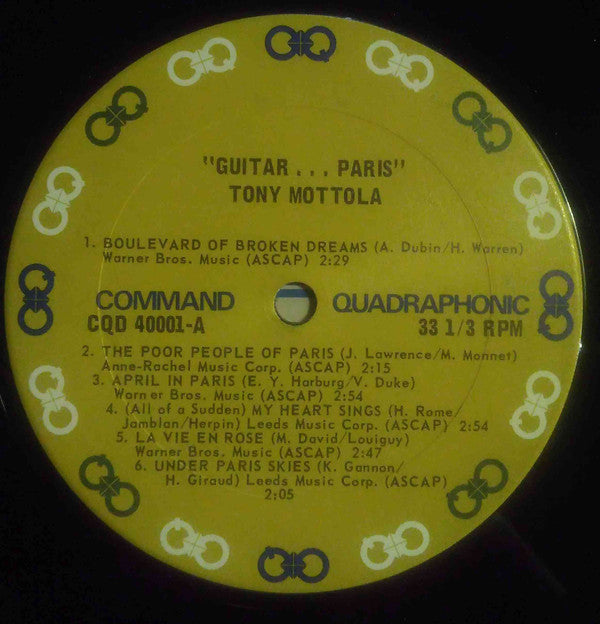 "GUITAR... PARIS"
TONY MOTTOLA
1. BOULEVARD OF BROKEN DREAMS (A. Dubin/H. Warren)
Warner Bros. Music (ASCAP) 2:29
COMMAND QUADRAPHONIC
CQD 40001-A 33 1/3 RPM
2. THE POOR PEOPLE OF PARIS (J. Lawrence/M. Monnet)
Anne-Rachel Music Corp. (ASCAP) 2:15
3. APRIL IN PARIS (E. Y. Harburg/V. Duke)
Warner Bros. Music (ASCAP) 2:54
4. (All of a Sudden) MY HEART SINGS (H. Rome/
Jamblan/Herpin) Leeds Music Corp. (ASCAP) 2:54
5. LA VIE EN ROSE (M. David/Louiguy)
Warner Bros. Music (ASCAP) 2:47
6. UNDER PARIS SKIES (K. Gannon/
H. Giraud) Leeds Music Corp. (ASCAP)
2:05